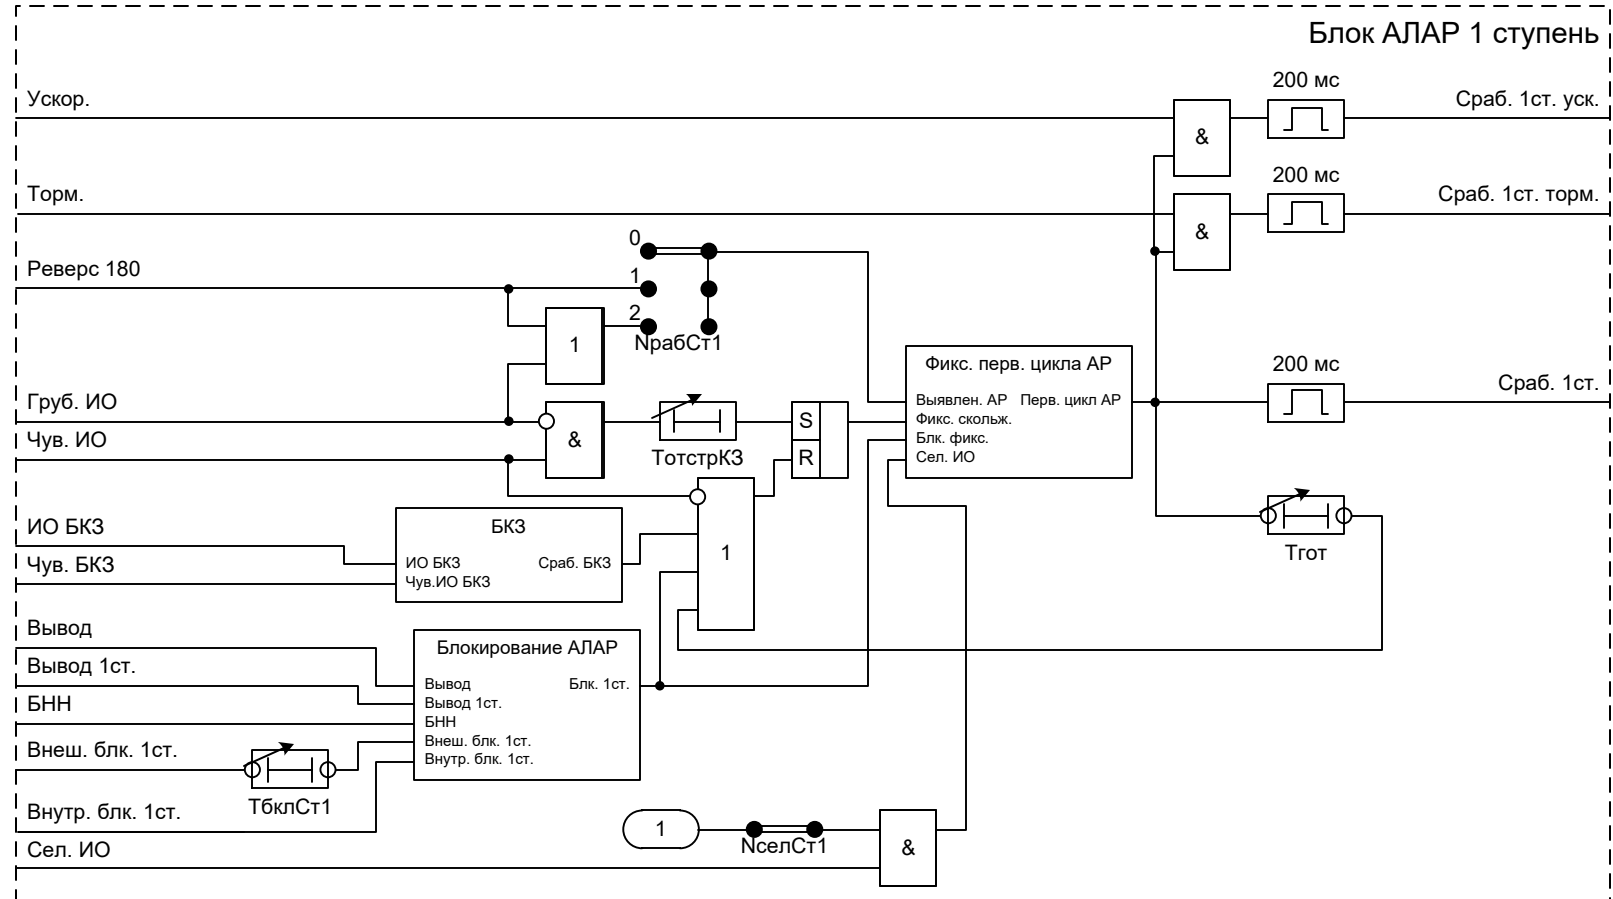 Блок АЛАР 1 ступень
200 мс
Ускор.
Сраб. 1ст. уск.
&
200 мс
Торм.
Сраб. 1ст. торм.
&
0
Реверс 180
1
2
1
NрабСт1
Фикс. перв. цикла АР
200 мс
Сраб. 1ст.
Груб. ИО
Выявлен. АР Перв. цикл АР
Фикс. скольж.
Блк. фикс.
Сел. ИО
Чув. ИО
&
ТотстрКЗ
S
R
ИО БКЗ
БКЗ
ИО БКЗ Сраб. БКЗ
Чув.ИО БКЗ
1
Тгот
Чув. БКЗ
Вывод
Блокирование АЛАР
Вывод 1ст.
Вывод Блк. 1ст.
Вывод 1ст.
БНН
Внеш. блк. 1ст.
Внутр. блк. 1ст.
БНН
Внеш. блк. 1ст.
ТбклСт1
Внутр. блк. 1ст.
1
NселСт1
&
Сел. ИО